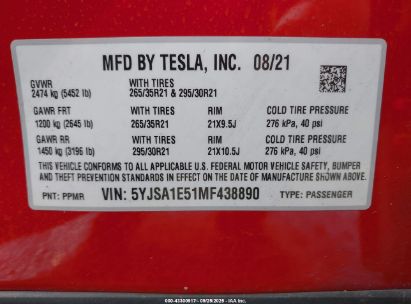 MFD BY TESLA, INC. 08/21
GVWR WITH TIRES
2474 kg (5452 lb) 265/35R21 & 295/30R21
GAWR FRT WITH TIRES RIM COLD TIRE PRESSURE
1200 kg (2645 lb) 265/35R21 21X9.5J 276 kPa, 40 psi
GAWR RR WITH TIRES RIM COLD TIRE PRESSURE
1450 kg (3196 lb) 295/30R21 21X10.5J 276 kPa, 40 psi
THIS VEHICLE CONFORMS TO ALL APPLICABLE U.S. FEDERAL MOTOR VEHICLE SAFETY, BUMPER
AND THEFT PREVENTION STANDARDS IN EFFECT ON THE DATE OF MANUFACTURE SHOWN ABOVE.
PNT: PPMR VIN: 5YJSA1E51MF438890 TYPE: PASSENGER